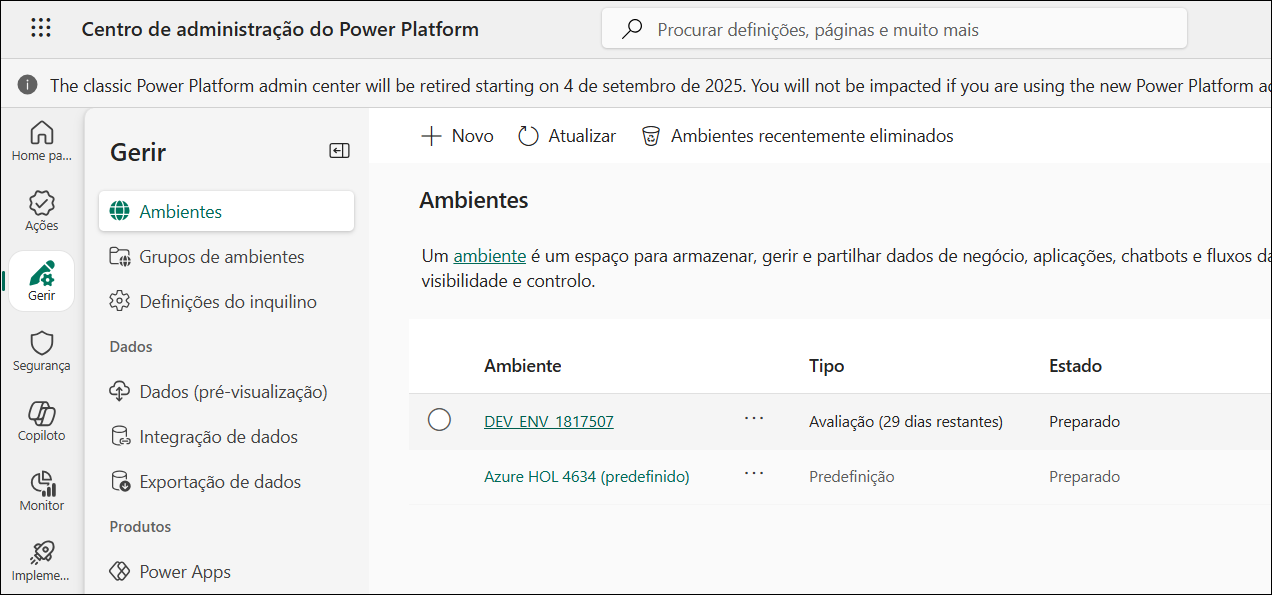 Centro de administração do Power Platform
Procurar definições, páginas e muito mais
The classic Power Platform admin center will be retired starting on 4 de setembro de 2025. You will not be impacted if you are using the new Power Platform
Home pa...
Ações
Gerir
Segurança
Copiloto
Monitor
Impleme...
Gerir
Ambientes
Grupos de ambientes
Definições do inquilino
Dados
Dados (pré-visualização)
Integração de dados
Exportação de dados
Produtos
Power Apps
Novo
Atualizar
Ambientes recentemente eliminados
Ambientes
Um ambiente é um espaço para armazenar, gerir e partilhar dados de negócio, aplicações, chatbots e fluxos
visibilidade e controlo.
Ambiente Tipo Estado
DEV_ENV_1817507 ... Avaliação (29 dias restantes) Preparado
Azure HOL 4634 (predefinido) ... Predefinição Preparado